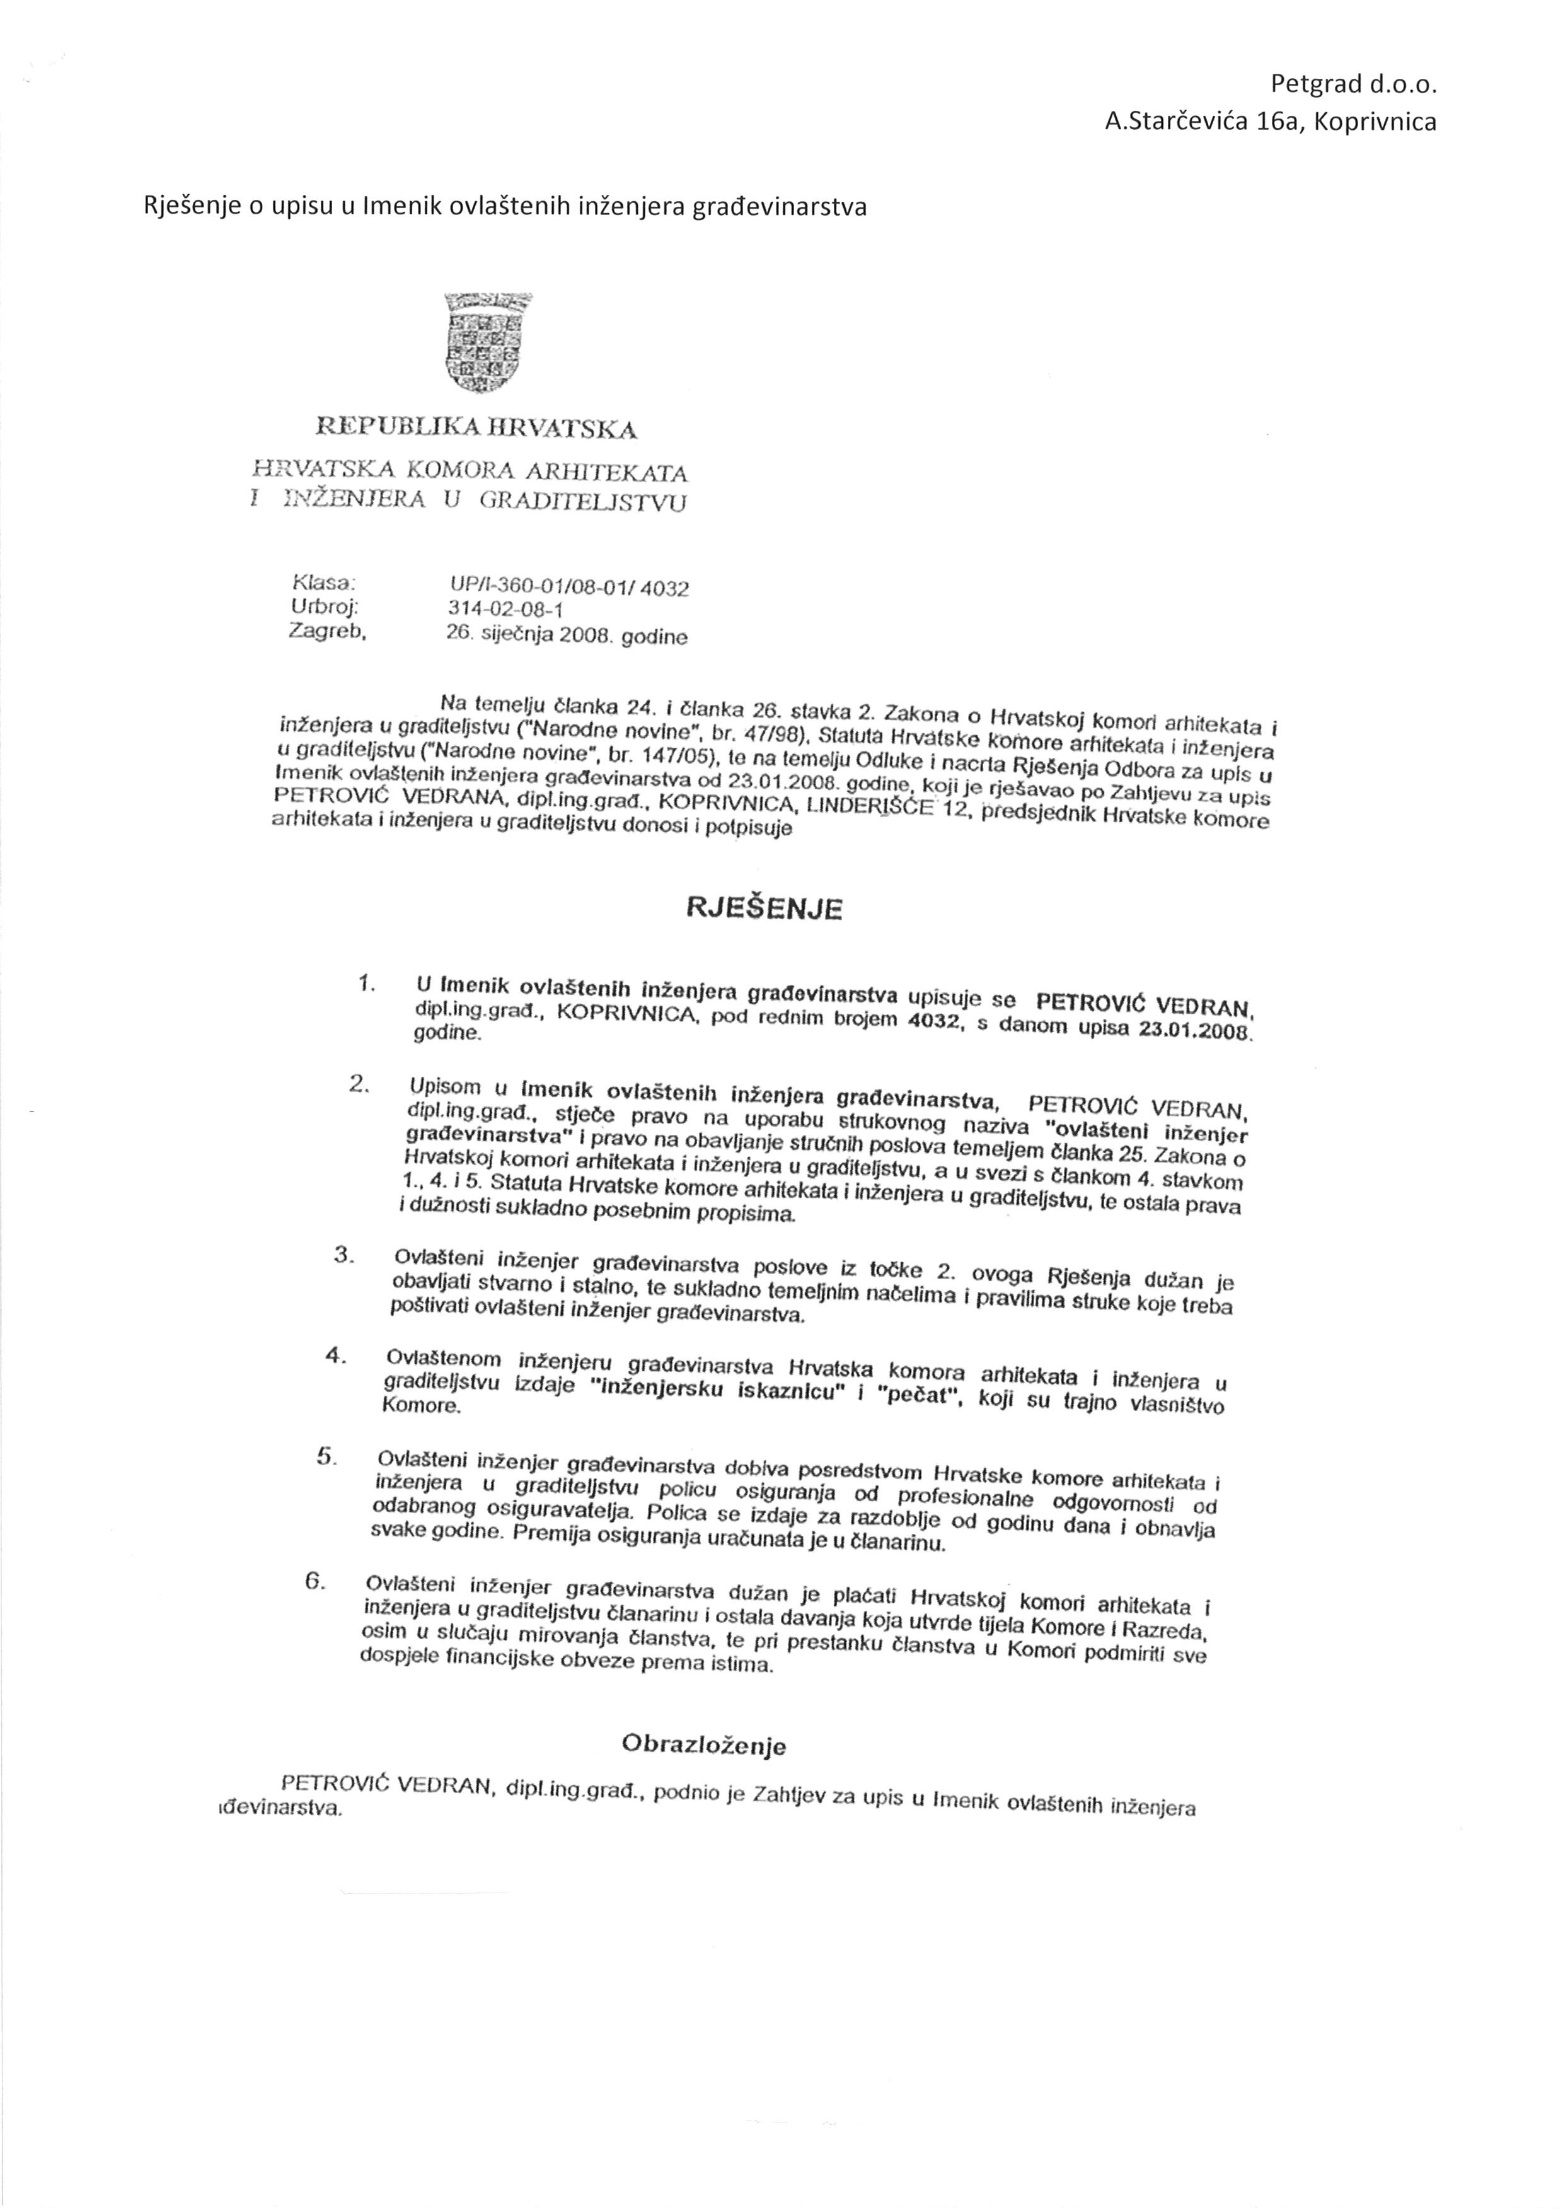 Petgrad d.o.o.
A.Starčevića 16a, Koprivnica
Rješenje o upisu u Imenik ovlaštenih inženjera građevinarstva
REPUBLIKA HRVATSKA
HRVATSKA KOMORA ARHITEKATA
I INŽENJERA U GRADITELJSTVU
Klasa: UP/I-360-01/08-01/ 4032
Urbroj: 314-02-08-1
Zagreb, 26. siječnja 2008. godine
Na temelju članka 24. i članka 26. stavka 2. Zakona o Hrvatskoj komori arhitekata i
inženjera u graditeljstvu ("Narodne novine", br. 47/98), Statuta Hrvatske komore arhitekata i inženjera
u graditeljstvu ("Narodne novine", br. 147/05), te na temelju Odluke i nacrta Rješenja Odbora za upis u
Imenik ovlaštenih inženjera građevinarstva od 23.01.2008. godine, koji je rješavao po Zahtjevu za upis
PETROVIĆ VEDRANA, dipl.ing.građ., KOPRIVNICA, LINDERIŠĆE 12, predsjednik Hrvatske komore
arhitekata i inženjera u graditeljstvu donosi i potpisuje
RJEŠENJE
1. U Imenik ovlaštenih inženjera građevinarstva upisuje se PETROVIĆ VEDRAN,
dipl.ing.građ., KOPRIVNICA, pod rednim brojem 4032, s danom upisa 23.01.2008.
godine.
2. Upisom u Imenik ovlaštenih inženjera građevinarstva, PETROVIĆ VEDRAN,
dipl.ing.građ., stječe pravo na uporabu strukovnog naziva "ovlašteni inženjer
građevinarstva" i pravo na obavljanje stručnih poslova temeljem članka 25. Zakona o
Hrvatskoj komori arhitekata i inženjera u graditeljstvu, a u svezi s člankom 4. stavkom
1., 4. i 5. Statuta Hrvatske komore arhitekata i inženjera u graditeljstvu, te ostala prava
i dužnosti sukladno posebnim propisima.
3. Ovlašteni inženjer građevinarstva poslove iz točke 2. ovoga Rješenja dužan je
obavljati stvarno i stalno, te sukladno temeljnim načelima i pravilima struke koje treba
poštivati ovlašteni inženjer građevinarstva.
4. Ovlaštenom inženjeru građevinarstva Hrvatska komora arhitekata i inženjera u
graditeljstvu izdaje "inženjersku iskaznicu" i "pečat", koji su trajno vlasništvo
Komore.
5. Ovlašteni inženjer građevinarstva dobiva posredstvom Hrvatske komore arhitekata i
inženjera u graditeljstvu policu osiguranja od profesionalne odgovornosti od
odabranog osiguravatelja. Polica se izdaje za razdoblje od godinu dana i obnavlja
svake godine. Premija osiguranja uračunata je u članarinu.
6. Ovlašteni inženjer građevinarstva dužan je plaćati Hrvatskoj komori arhitekata i
inženjera u graditeljstvu članarinu i ostala davanja koja utvrde tijela Komore i Razreda,
osim u slučaju mirovanja članstva, te pri prestanku članstva u Komori podmiriti sve
dospjele financijske obveze prema istima.
Obrazloženje
PETROVIĆ VEDRAN, dipl.ing.građ., podnio je Zahtjev za upis u Imenik ovlaštenih inženjera
đevinarstva.